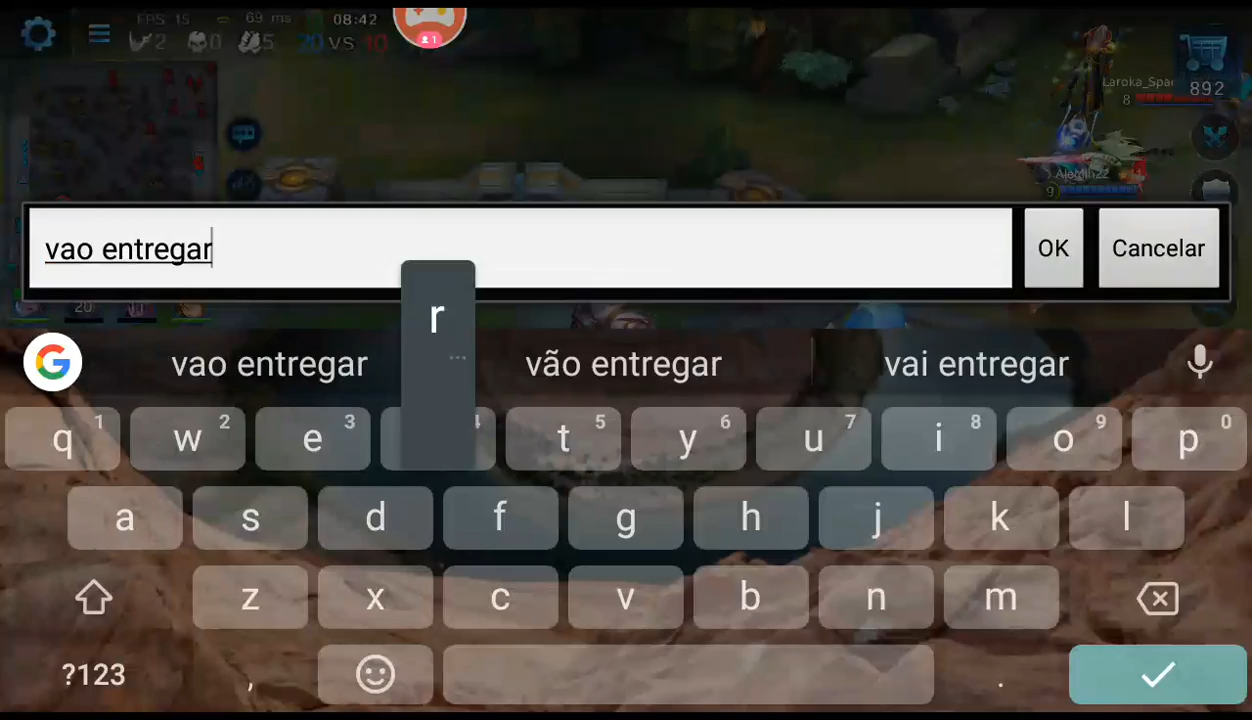 FPS 15 69 ms 08:42
2 0 5 20 VS 10
1
Laroka_Spa
8
892
Alemin22
9
vao entregar
OK
Cancelar
20
r
...
G
vao entregar
vão entregar
vai entregar
q 1 w 2 e 3 4 t 5 y 6 u 7 i 8 o 9 p 0
a s d f g h j k l
z x c v b n m
?123 , .